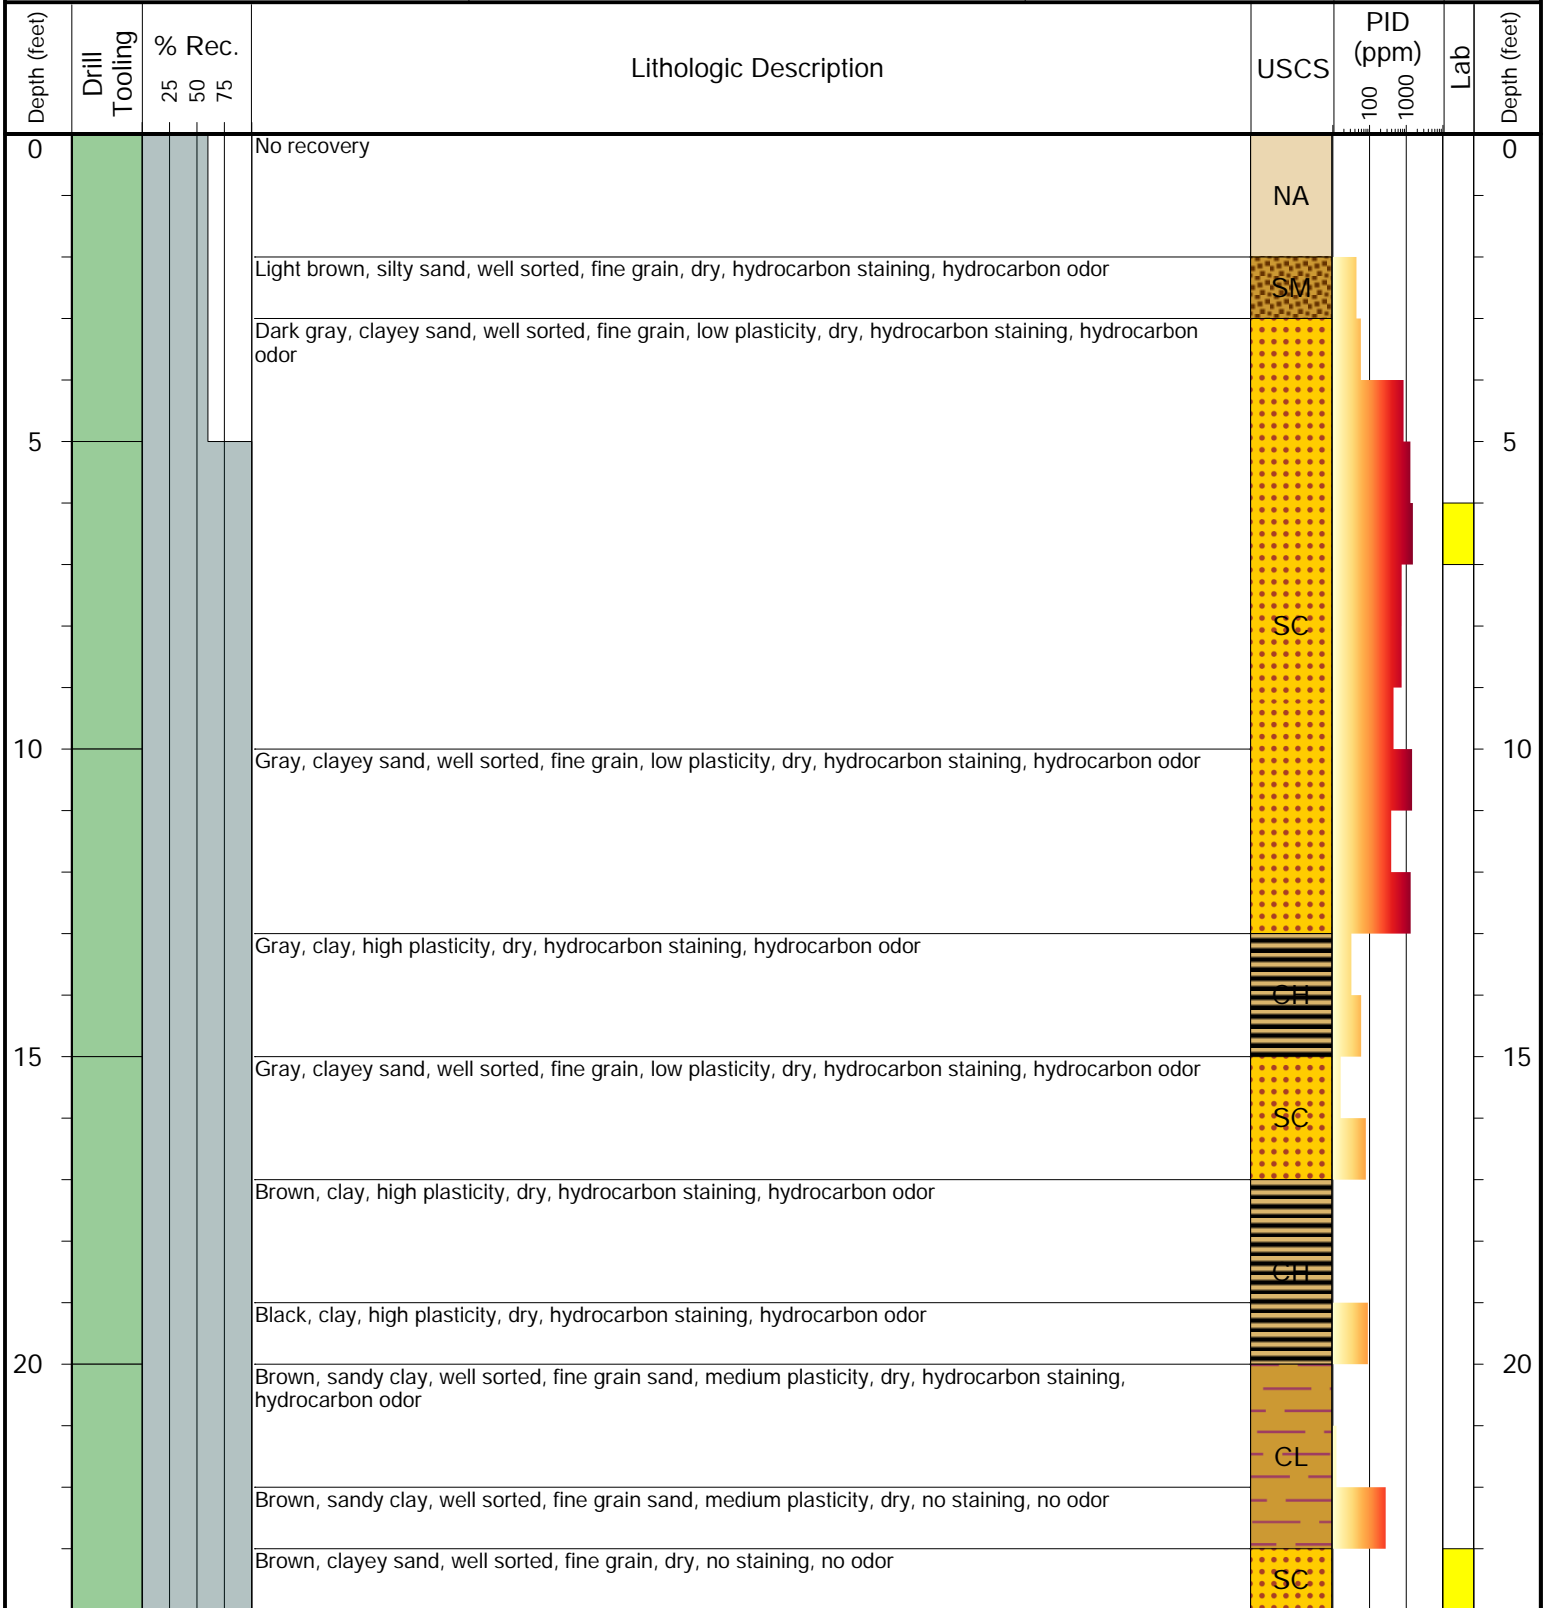 Depth (feet)
Drill
Tooling
% Rec.
25 50 75
Lithologic Description
USCS
PID
(ppm)
100 1000
Lab
Depth (feet)
0 No recovery NA 0
Light brown, silty sand, well sorted, fine grain, dry, hydrocarbon staining, hydrocarbon odor
SM
Dark gray, clayey sand, well sorted, fine grain, low plasticity, dry, hydrocarbon staining, hydrocarbon
odor
5 5
SC
10 10
Gray, clayey sand, well sorted, fine grain, low plasticity, dry, hydrocarbon staining, hydrocarbon odor
Gray, clay, high plasticity, dry, hydrocarbon staining, hydrocarbon odor
CH
15 15
Gray, clayey sand, well sorted, fine grain, low plasticity, dry, hydrocarbon staining, hydrocarbon odor
SC
Brown, clay, high plasticity, dry, hydrocarbon staining, hydrocarbon odor
CH
Black, clay, high plasticity, dry, hydrocarbon staining, hydrocarbon odor
20 20
Brown, sandy clay, well sorted, fine grain sand, medium plasticity, dry, hydrocarbon staining,
hydrocarbon odor
CL
Brown, sandy clay, well sorted, fine grain sand, medium plasticity, dry, no staining, no odor
Brown, clayey sand, well sorted, fine grain, dry, no staining, no odor
SC